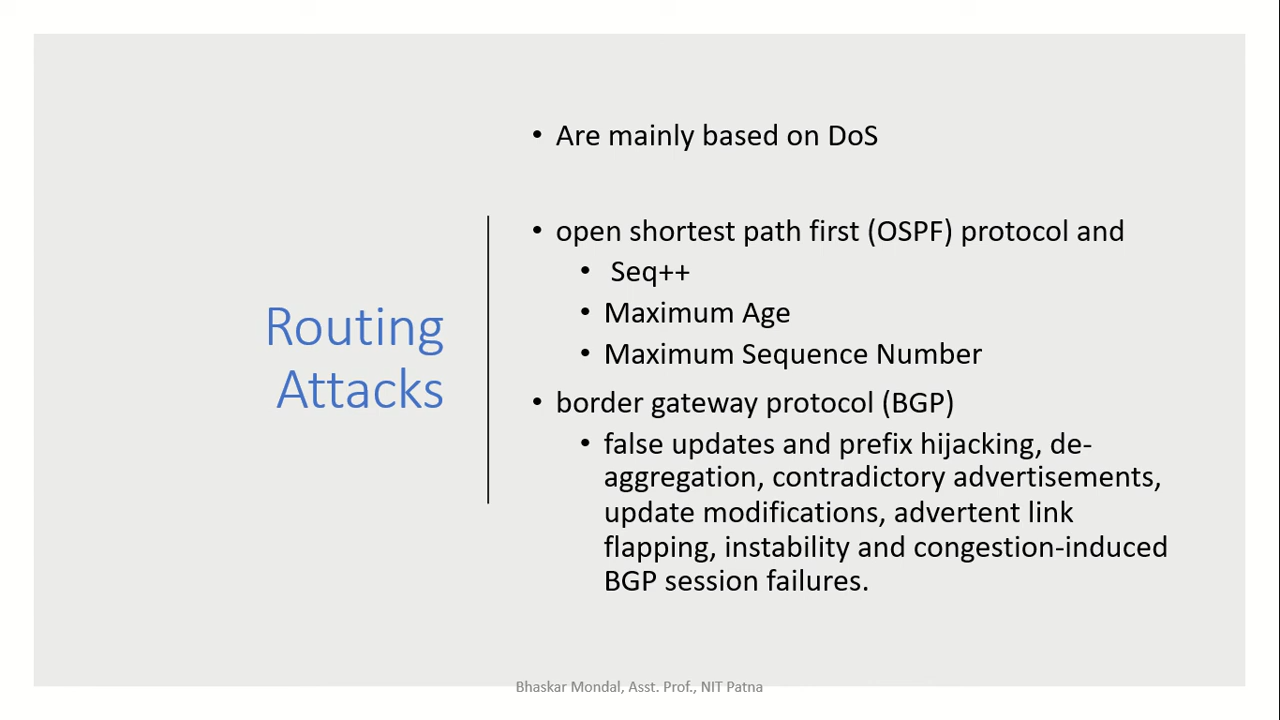 Routing
Attacks
• Are mainly based on DoS
• open shortest path first (OSPF) protocol and
• Seq++
• Maximum Age
• Maximum Sequence Number
• border gateway protocol (BGP)
• false updates and prefix hijacking, de-
aggregation, contradictory advertisements,
update modifications, advertent link
flapping, instability and congestion-induced
BGP session failures.
Bhaskar Mondal, Asst. Prof., NIT Patna